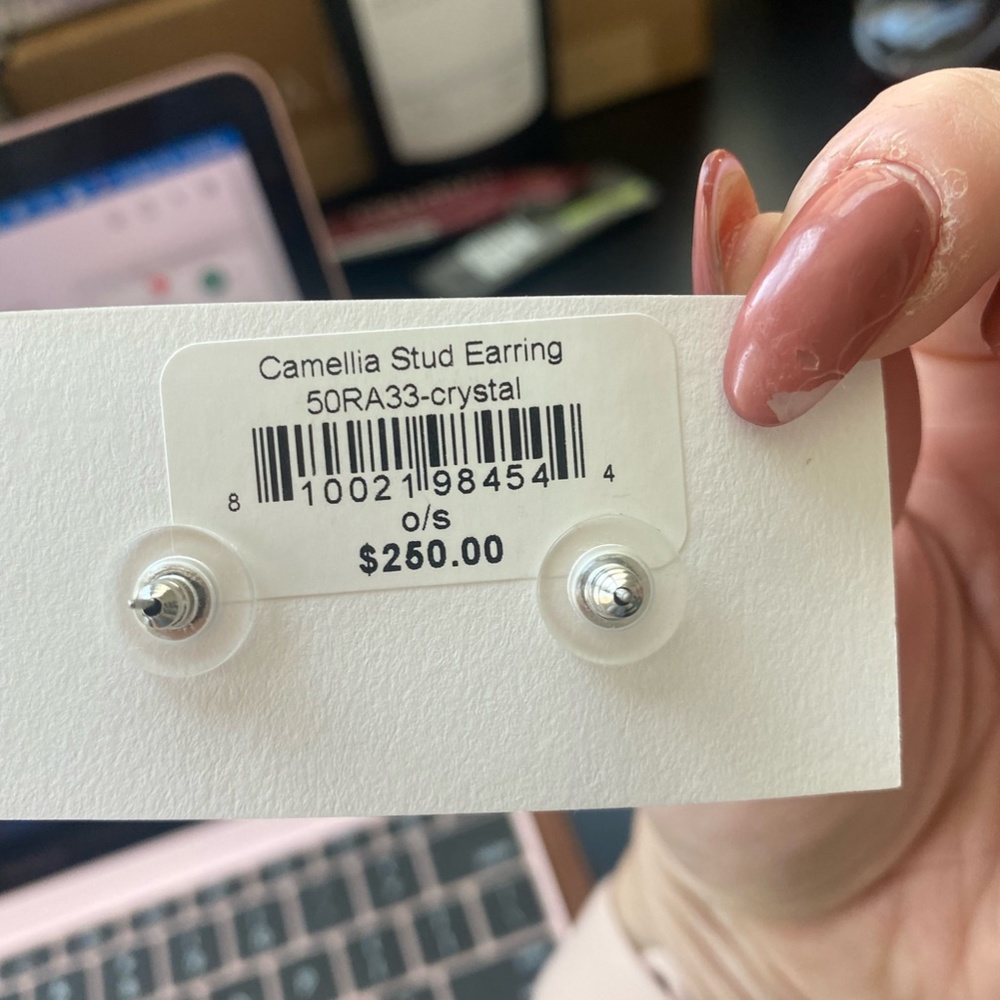 Camellia Stud Earring
50RA33-crystal
8 10021 98454 4
o/s
$250.00